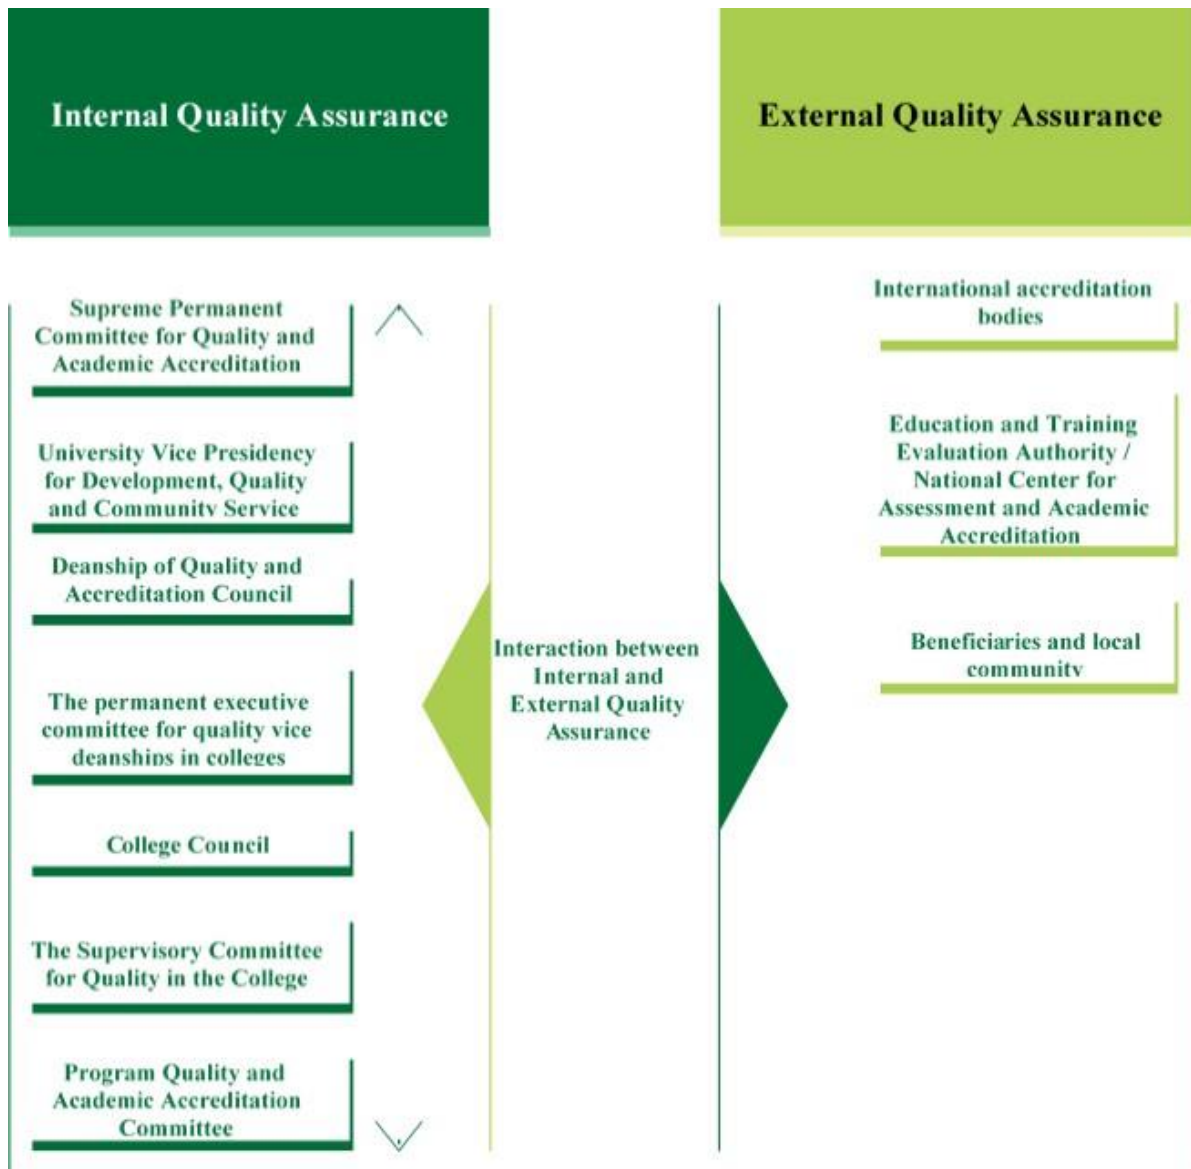 Internal Quality Assurance
External Quality Assurance
Supreme Permanent
Committee for Quality and
Academic Accreditation
University Vice Presidency
for Development, Quality
and Community Service
Deanship of Quality and
Accreditation Council
The permanent executive
committee for quality vice
deanships in colleges
College Council
The Supervisory Committee
for Quality in the College
Program Quality and
Academic Accreditation
Committee
Interaction between
Internal and
External Quality
Assurance
International accreditation
bodies
Education and Training
Evaluation Authority /
National Center for
Assessment and Academic
Accreditation
Beneficiaries and local
community